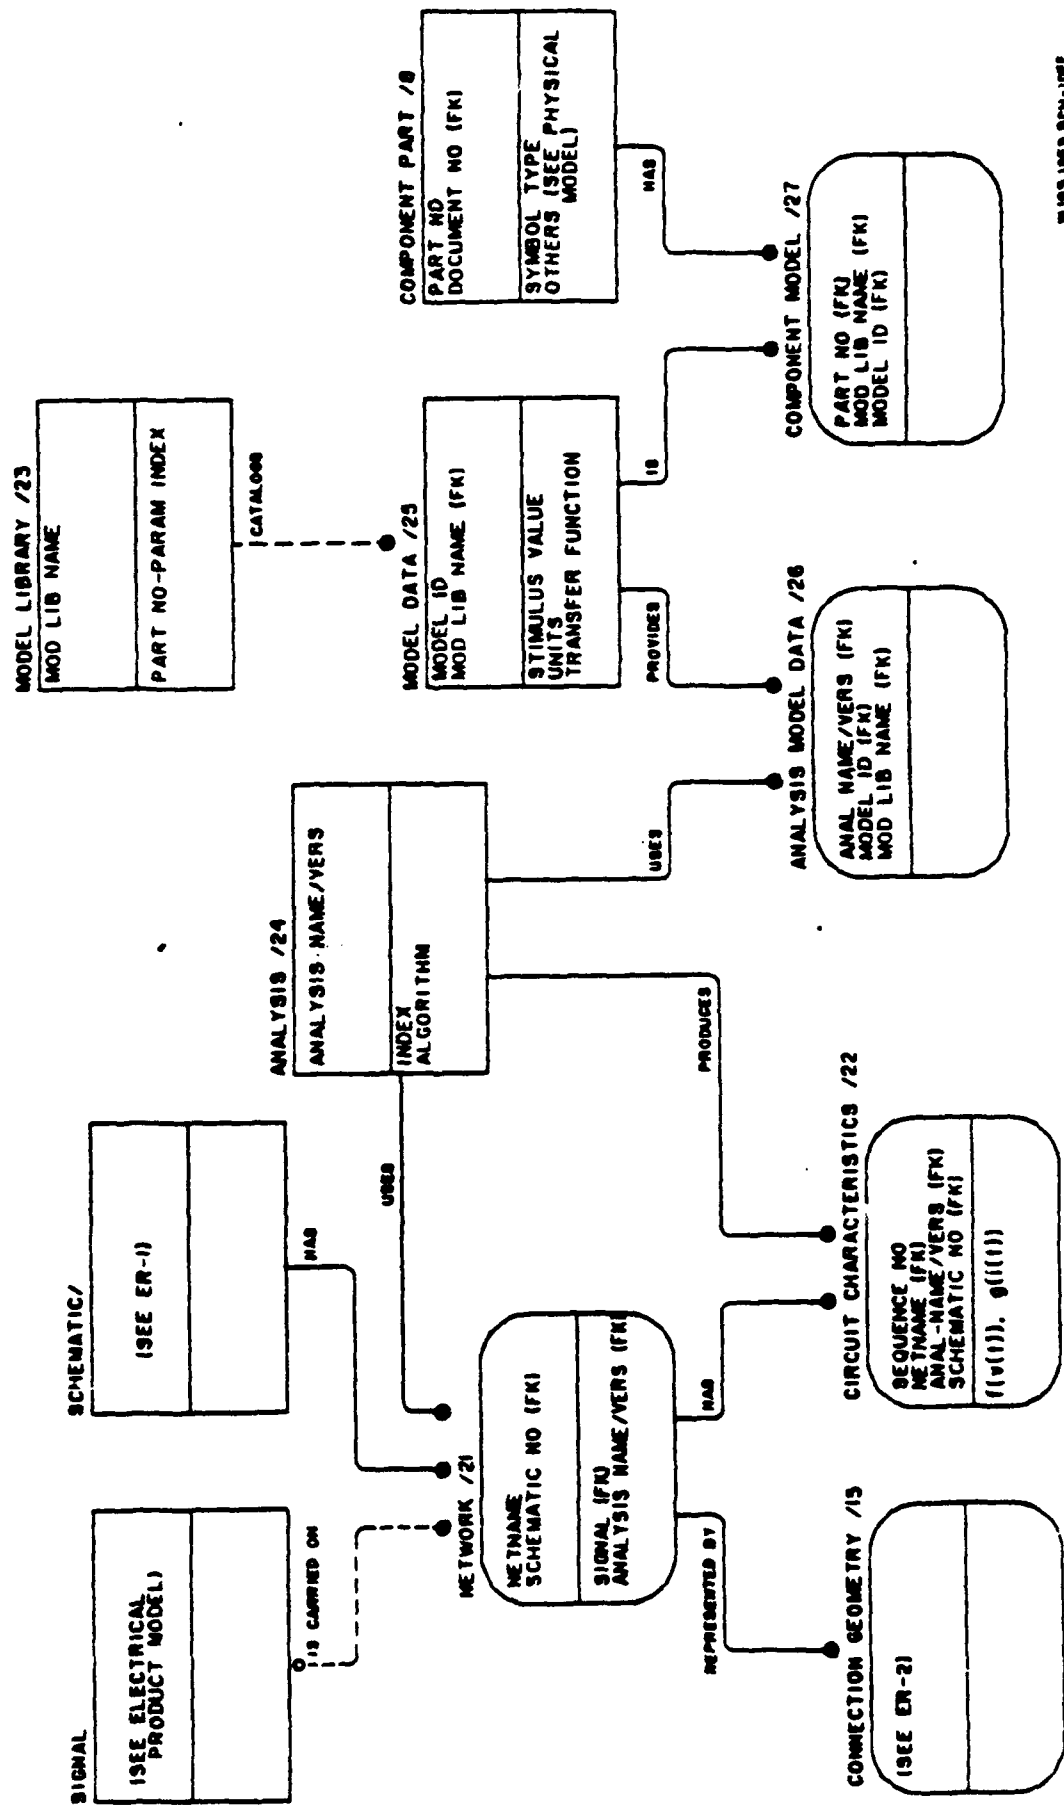 SIGNAL
(SEE ELECTRICAL
PRODUCT MODEL)
IS CARRIED ON
SCHEMATIC/
(SEE ER-1)
HAS
MODEL LIBRARY /23
MOD LIB NAME
PART NO-PARAM INDEX
CATALOGS
ANALYSIS /24
ANALYSIS NAME/VERS
INDEX
ALGORITHM
USES
USES
PRODUCES
MODEL DATA /25
MODEL ID
MOD LIB NAME (FK)
STIMULUS VALUE
UNITS
TRANSFER FUNCTION
PROVIDES
IS
COMPONENT PART /8
PART NO
DOCUMENT NO (FK)
SYMBOL TYPE
OTHERS (SEE PHYSICAL
MODEL)
HAS
NETWORK /21
NETNAME
SCHEMATIC NO (FK)
SIGNAL (FK)
ANALYSIS NAME/VERS (FK)
REPRESENTED BY
HAS
CONNECTION GEOMETRY /15
(SEE ER-2)
CIRCUIT CHARACTERISTICS /22
SEQUENCE NO
NETNAME (FK)
ANAL-NAME/VERS (FK)
SCHEMATIC NO (FK)
f(v(t)), g(i(t))
ANALYSIS MODEL DATA /26
ANAL NAME/VERS (FK)
MODEL ID (FK)
MOD LIB NAME (FK)
COMPONENT MODEL /27
PART NO (FK)
MOD LIB NAME (FK)
MODEL ID (FK)